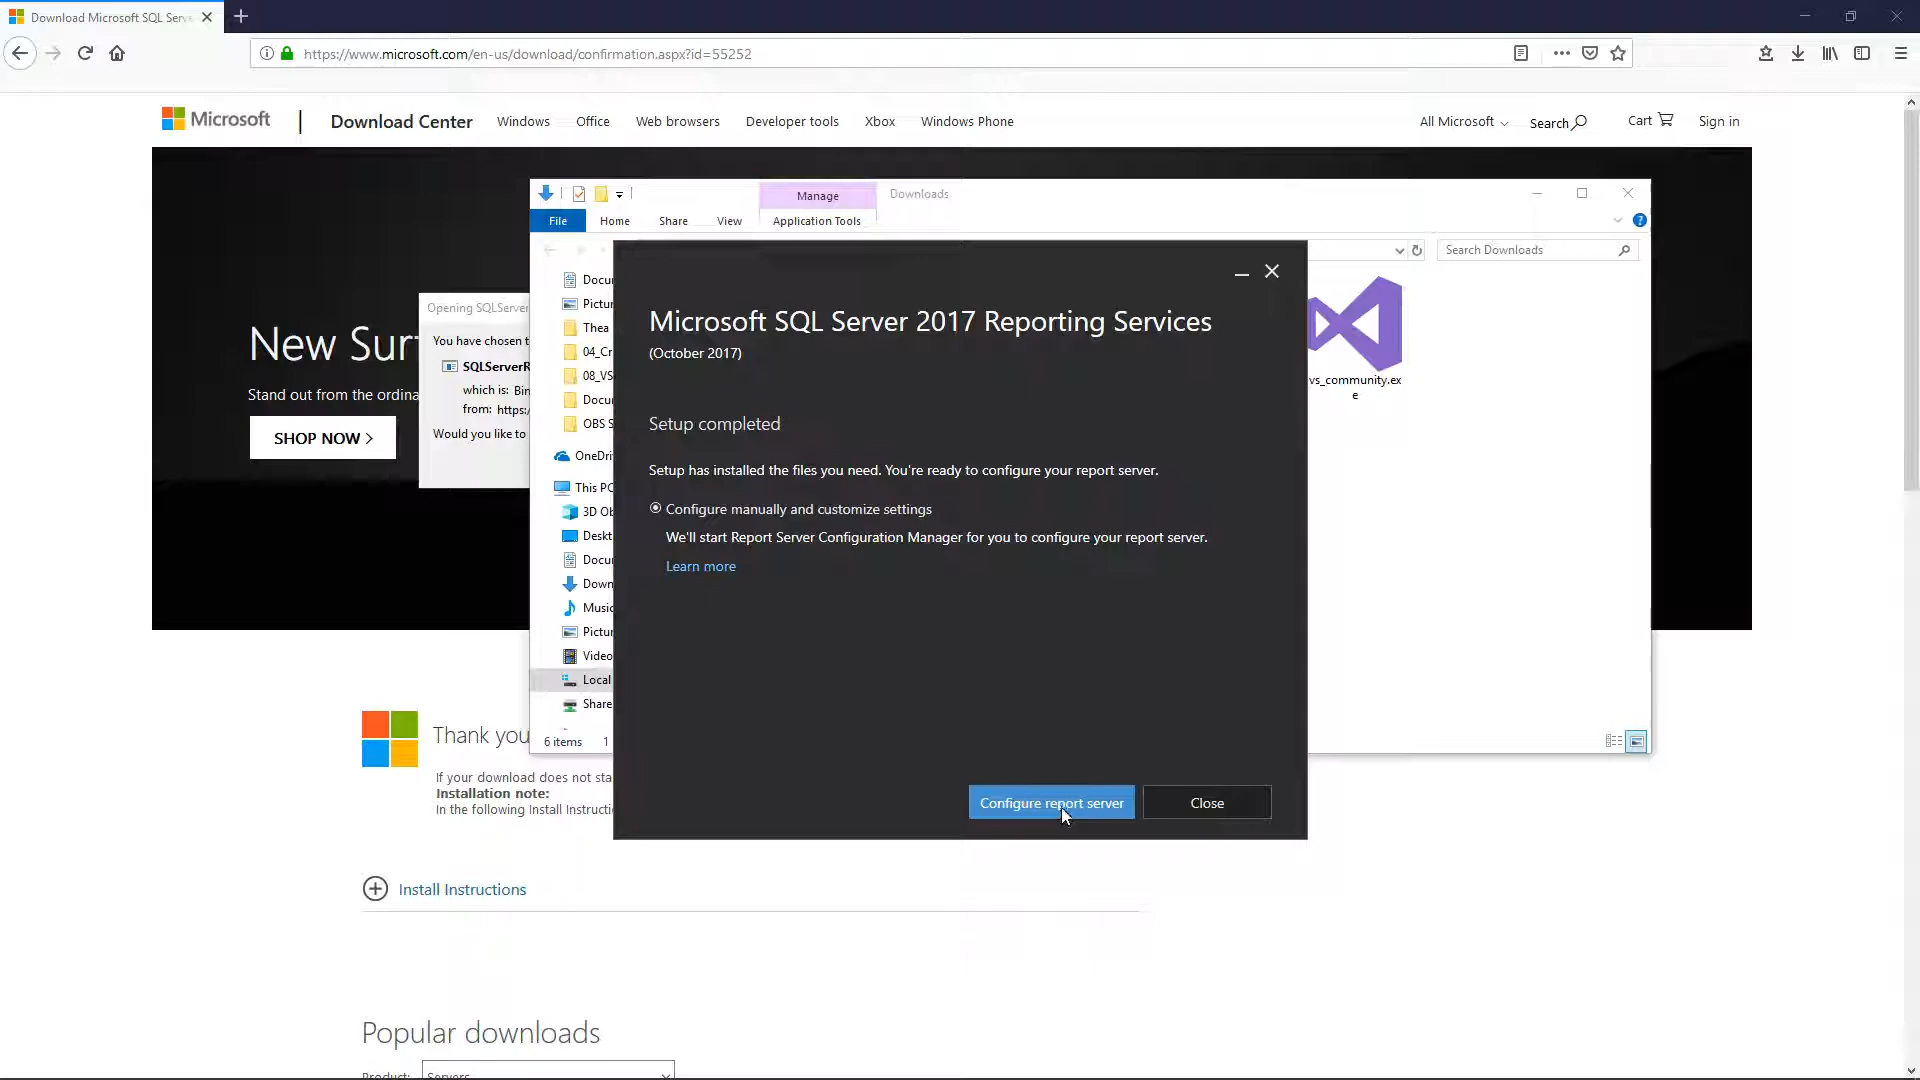 Download Microsoft SQL Serve
https://www.microsoft.com/en-us/download/confirmation.aspx?id=55252
Microsoft
Download Center
Windows
Office
Web browsers
Developer tools
Xbox
Windows Phone
All Microsoft
Search
Cart
Sign in
Manage
Downloads
File
Home
Share
View
Application Tools
Search Downloads
New Surf
Stand out from the ordina
SHOP NOW
Opening SQLServer
You have chosen t
SQLServerR
which is: Bin
from: https:/
Would you like to
Docu
Pictur
Thea
04_Cr
08_VS
Docu
OBS S
OneDri
This PC
3D Ob
Deskt
Docu
Down
Music
Pictur
Video
Local
Share
6 items 1
Microsoft SQL Server 2017 Reporting Services
(October 2017)
Setup completed
Setup has installed the files you need. You're ready to configure your report server.
Configure manually and customize settings
We'll start Report Server Configuration Manager for you to configure your report server.
Learn more
Configure report server
Close
vs_community.ex
e
Thank you
If your download does not sta
Installation note:
In the following Install Instructi
Install Instructions
Popular downloads
Product:
Servers